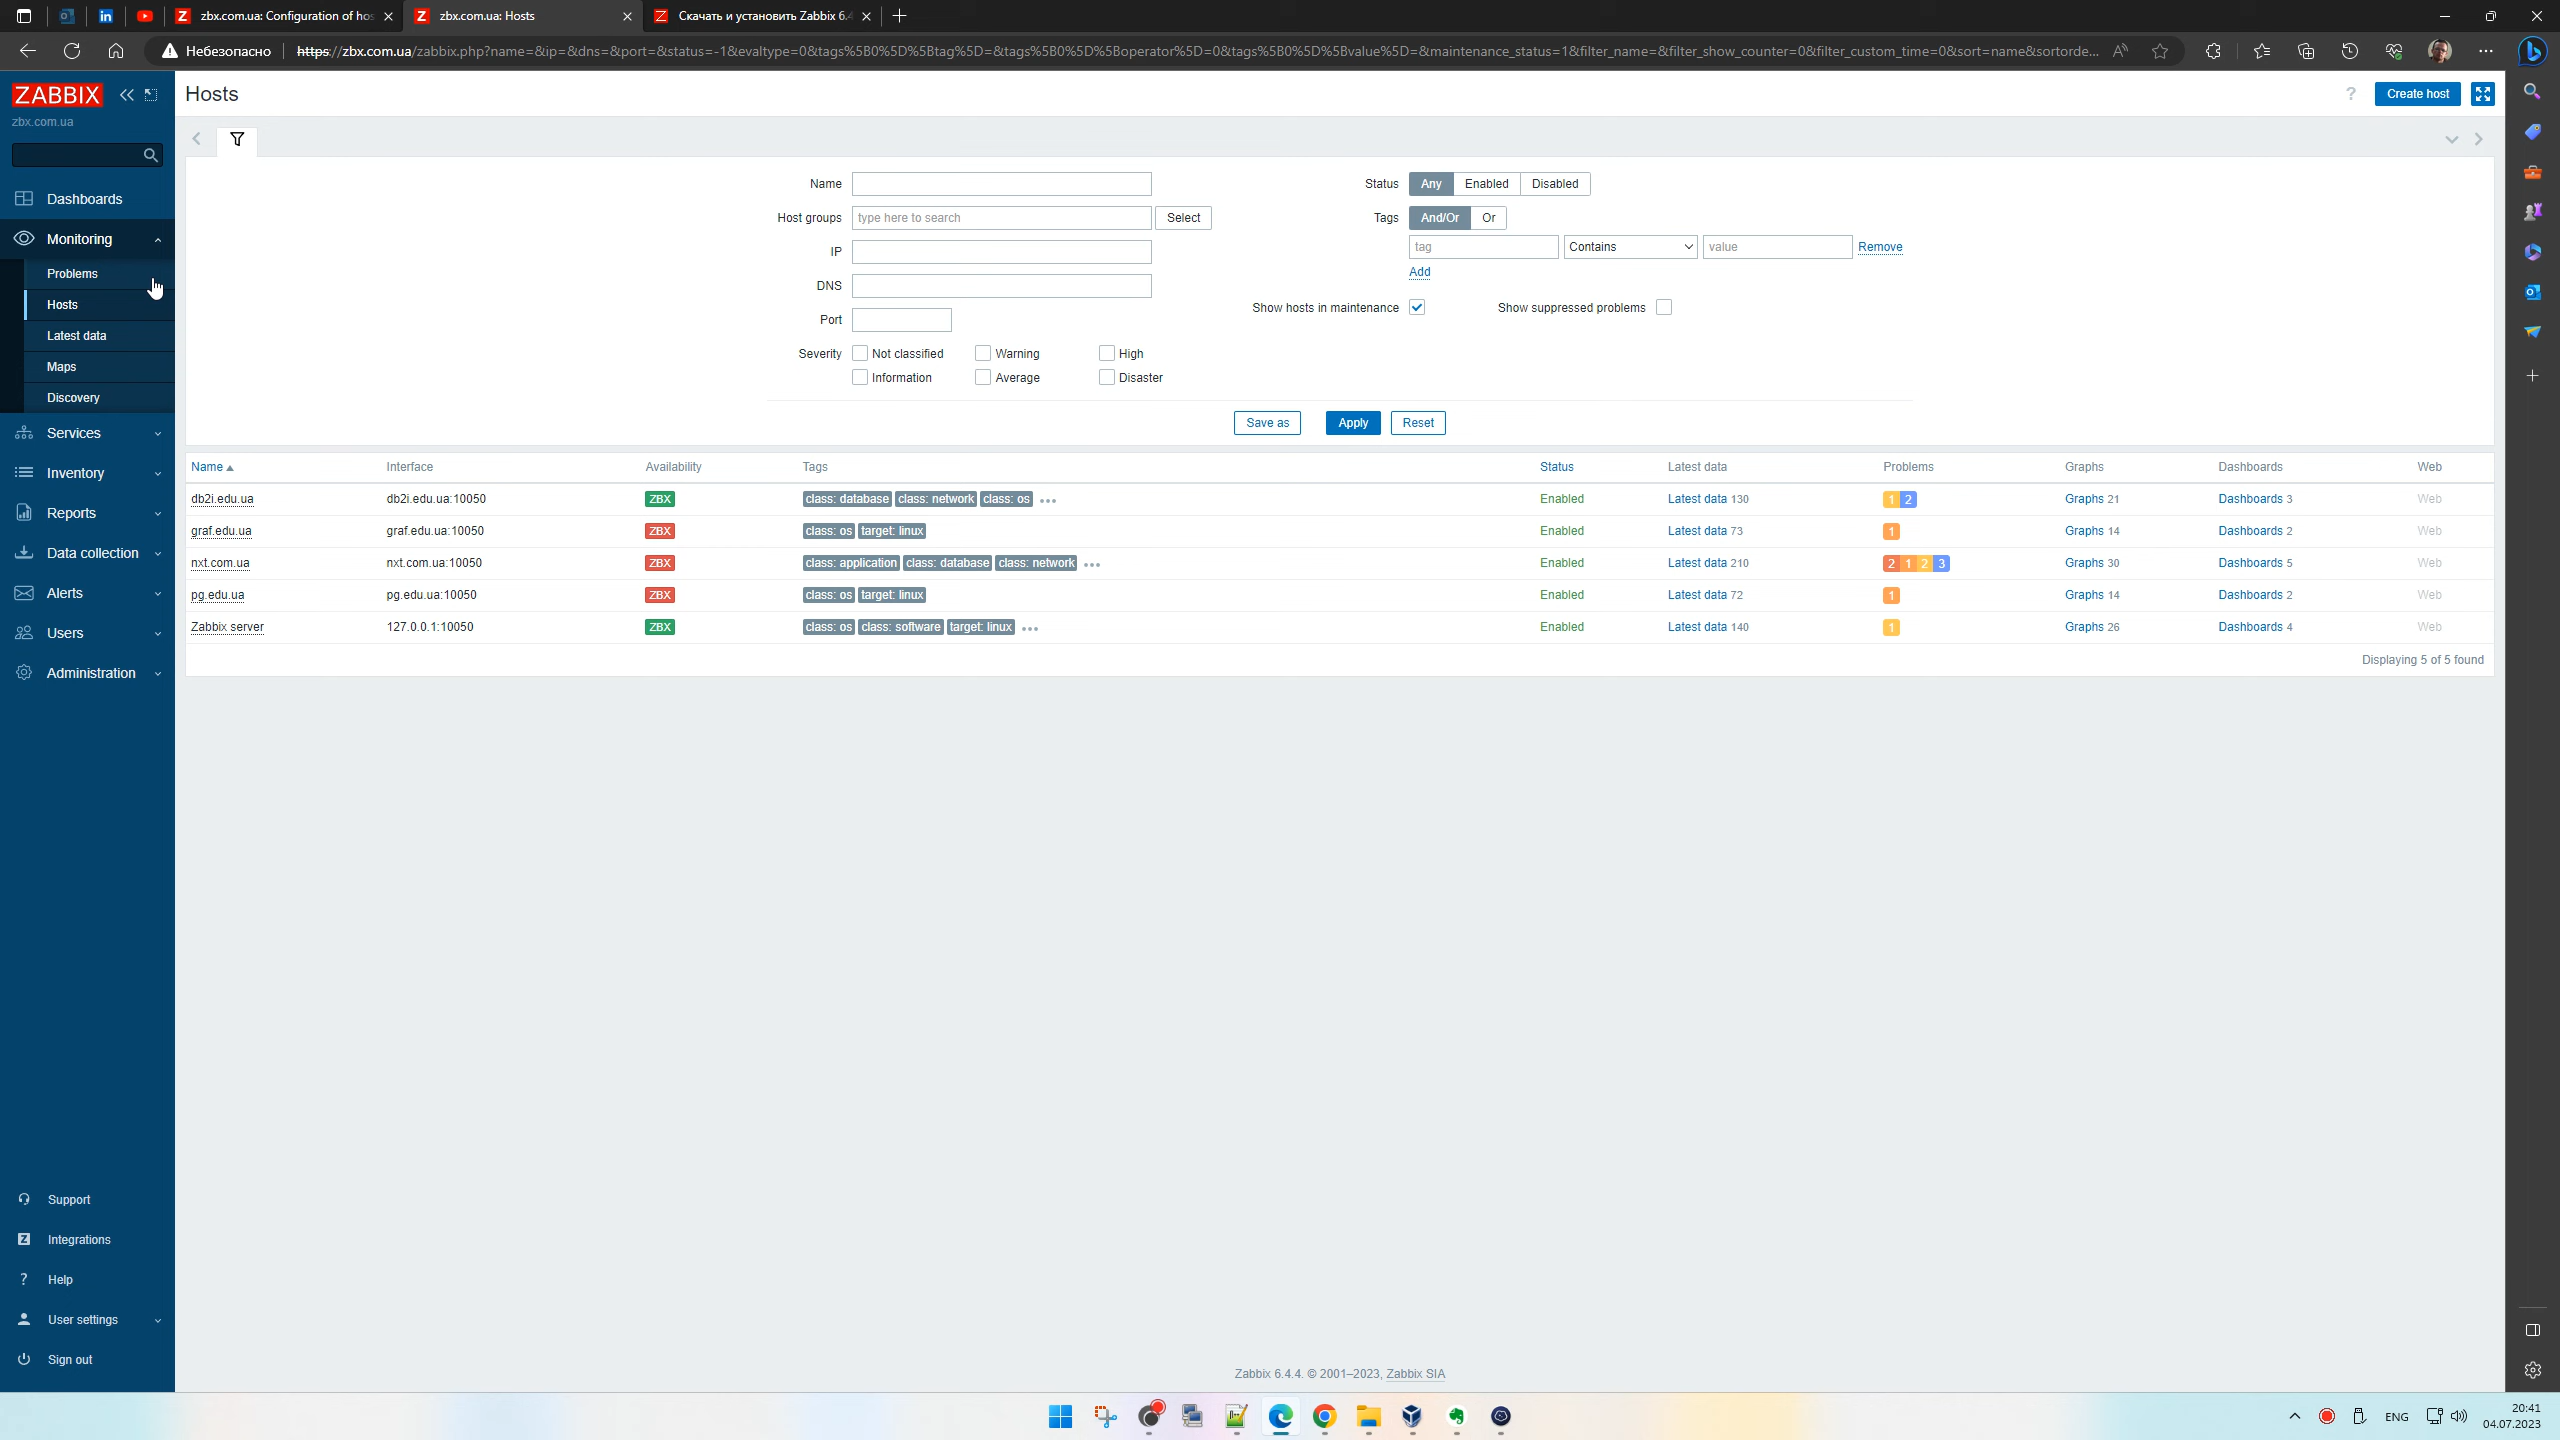 zbx.com.ua: Configuration of hos
zbx.com.ua: Hosts
Скачать и установить Zabbix 6.4
Небезопасно
https://zbx.com.ua/zabbix.php?name=&ip=&dns=&port=&status=-1&evaltype=0&tags%5B0%5D%5Btag%5D=&tags%5B0%5D%5Boperator%5D=0&tags%5B0%5D%5Bvalue%5D=&maintenance_status=1&filter_name=&filter_show_counter=0&filter_custom_time=0&sort=name&sortorde...
ZABBIX
zbx.com.ua
Dashboards
Monitoring
Problems
Hosts
Latest data
Maps
Discovery
Services
Inventory
Reports
Data collection
Alerts
Users
Administration
Support
Integrations
Help
User settings
Sign out
Hosts
? Create host
Name
Host groups type here to search Select
IP
DNS
Port
Severity Not classified Warning High
Information Average Disaster
Status Any Enabled Disabled
Tags And/Or Or
tag Contains value Remove
Add
Show hosts in maintenance Show suppressed problems
Save as Apply Reset
Name Interface Availability Tags Status Latest data Problems Graphs Dashboards Web
db2i.edu.ua db2i.edu.ua:10050 ZBX class: database class: network class: os ••• Enabled Latest data 130 1 2 Graphs 21 Dashboards 3 Web
graf.edu.ua graf.edu.ua:10050 ZBX class: os target: linux Enabled Latest data 73 1 Graphs 14 Dashboards 2 Web
nxt.com.ua nxt.com.ua:10050 ZBX class: application class: database class: network ••• Enabled Latest data 210 2 1 2 3 Graphs 30 Dashboards 5 Web
pg.edu.ua pg.edu.ua:10050 ZBX class: os target: linux Enabled Latest data 72 1 Graphs 14 Dashboards 2 Web
Zabbix server 127.0.0.1:10050 ZBX class: os class: software target: linux ••• Enabled Latest data 140 1 Graphs 26 Dashboards 4 Web
Displaying 5 of 5 found
Zabbix 6.4.4. © 2001–2023, Zabbix SIA
ENG
20:41
04.07.2023